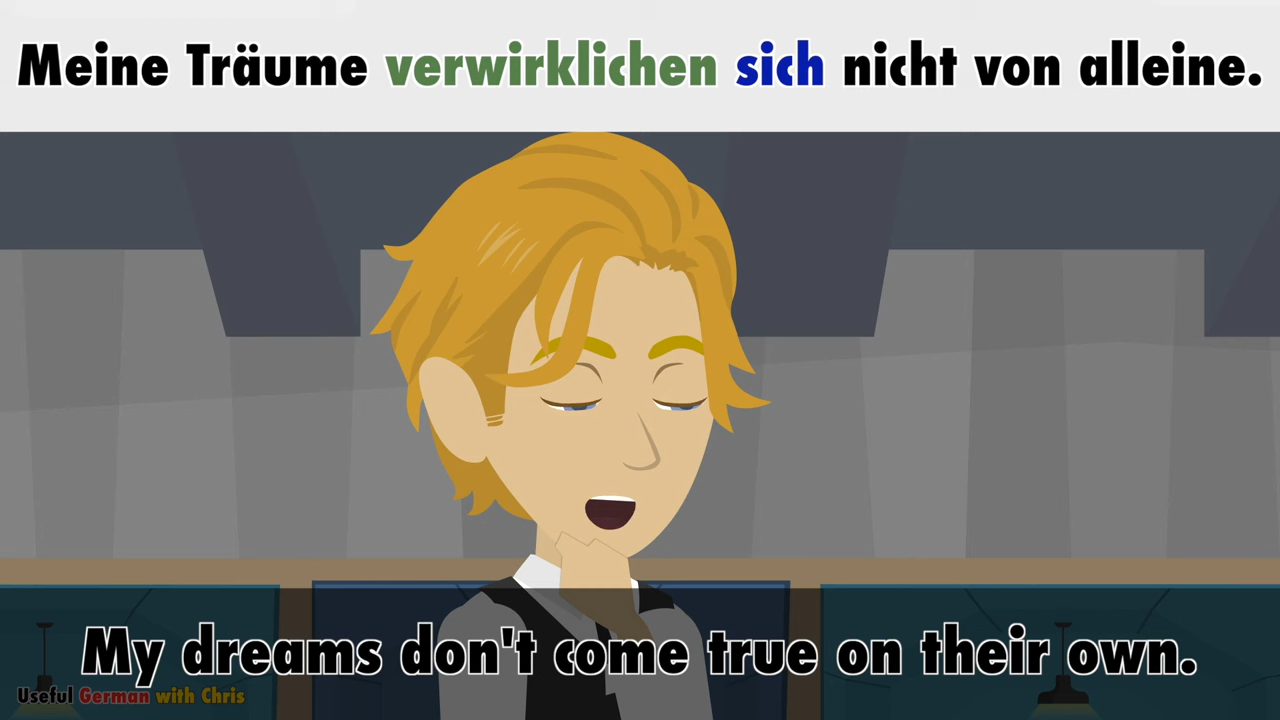 Meine Träume verwirklichen sich nicht von alleine.
My dreams don't come true on their own.
Useful German with Chris